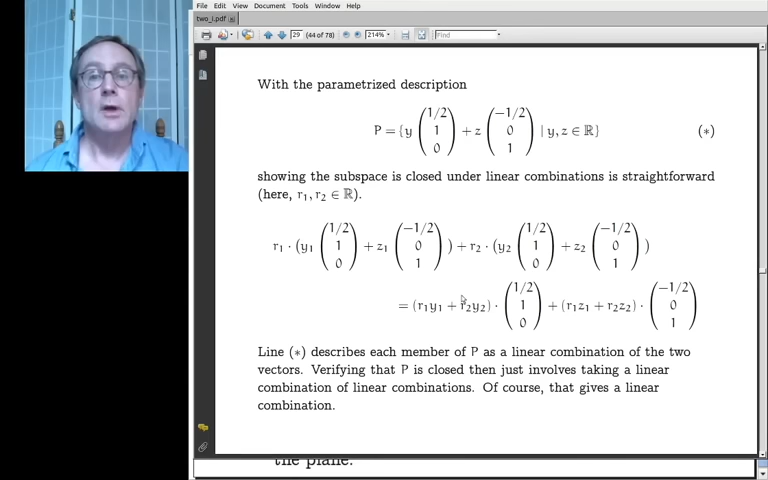 File Edit View Document Tools Window Help
two_i.pdf
29 (44 of 78) 214% Find
With the parametrized description
P = {y (1/2 1 0) + z (−1/2 0 1) | y, z ∈ ℝ} (∗)
showing the subspace is closed under linear combinations is straightforward
(here, r₁, r₂ ∈ ℝ).
r₁ · (y₁ (1/2 1 0) + z₁ (−1/2 0 1)) + r₂ · (y₂ (1/2 1 0) + z₂ (−1/2 0 1))
= (r₁y₁ + r₂y₂) · (1/2 1 0) + (r₁z₁ + r₂z₂) · (−1/2 0 1)
Line (∗) describes each member of P as a linear combination of the two
vectors. Verifying that P is closed then just involves taking a linear
combination of linear combinations. Of course, that gives a linear
combination.
the plane.